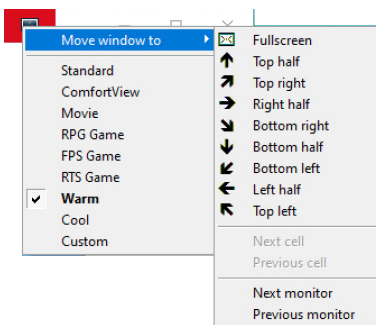 Move window to
Standard
ComfortView
Movie
RPG Game
FPS Game
RTS Game
Warm
Cool
Custom
Fullscreen
Top half
Top right
Right half
Bottom right
Bottom half
Bottom left
Left half
Top left
Next cell
Previous cell
Next monitor
Previous monitor